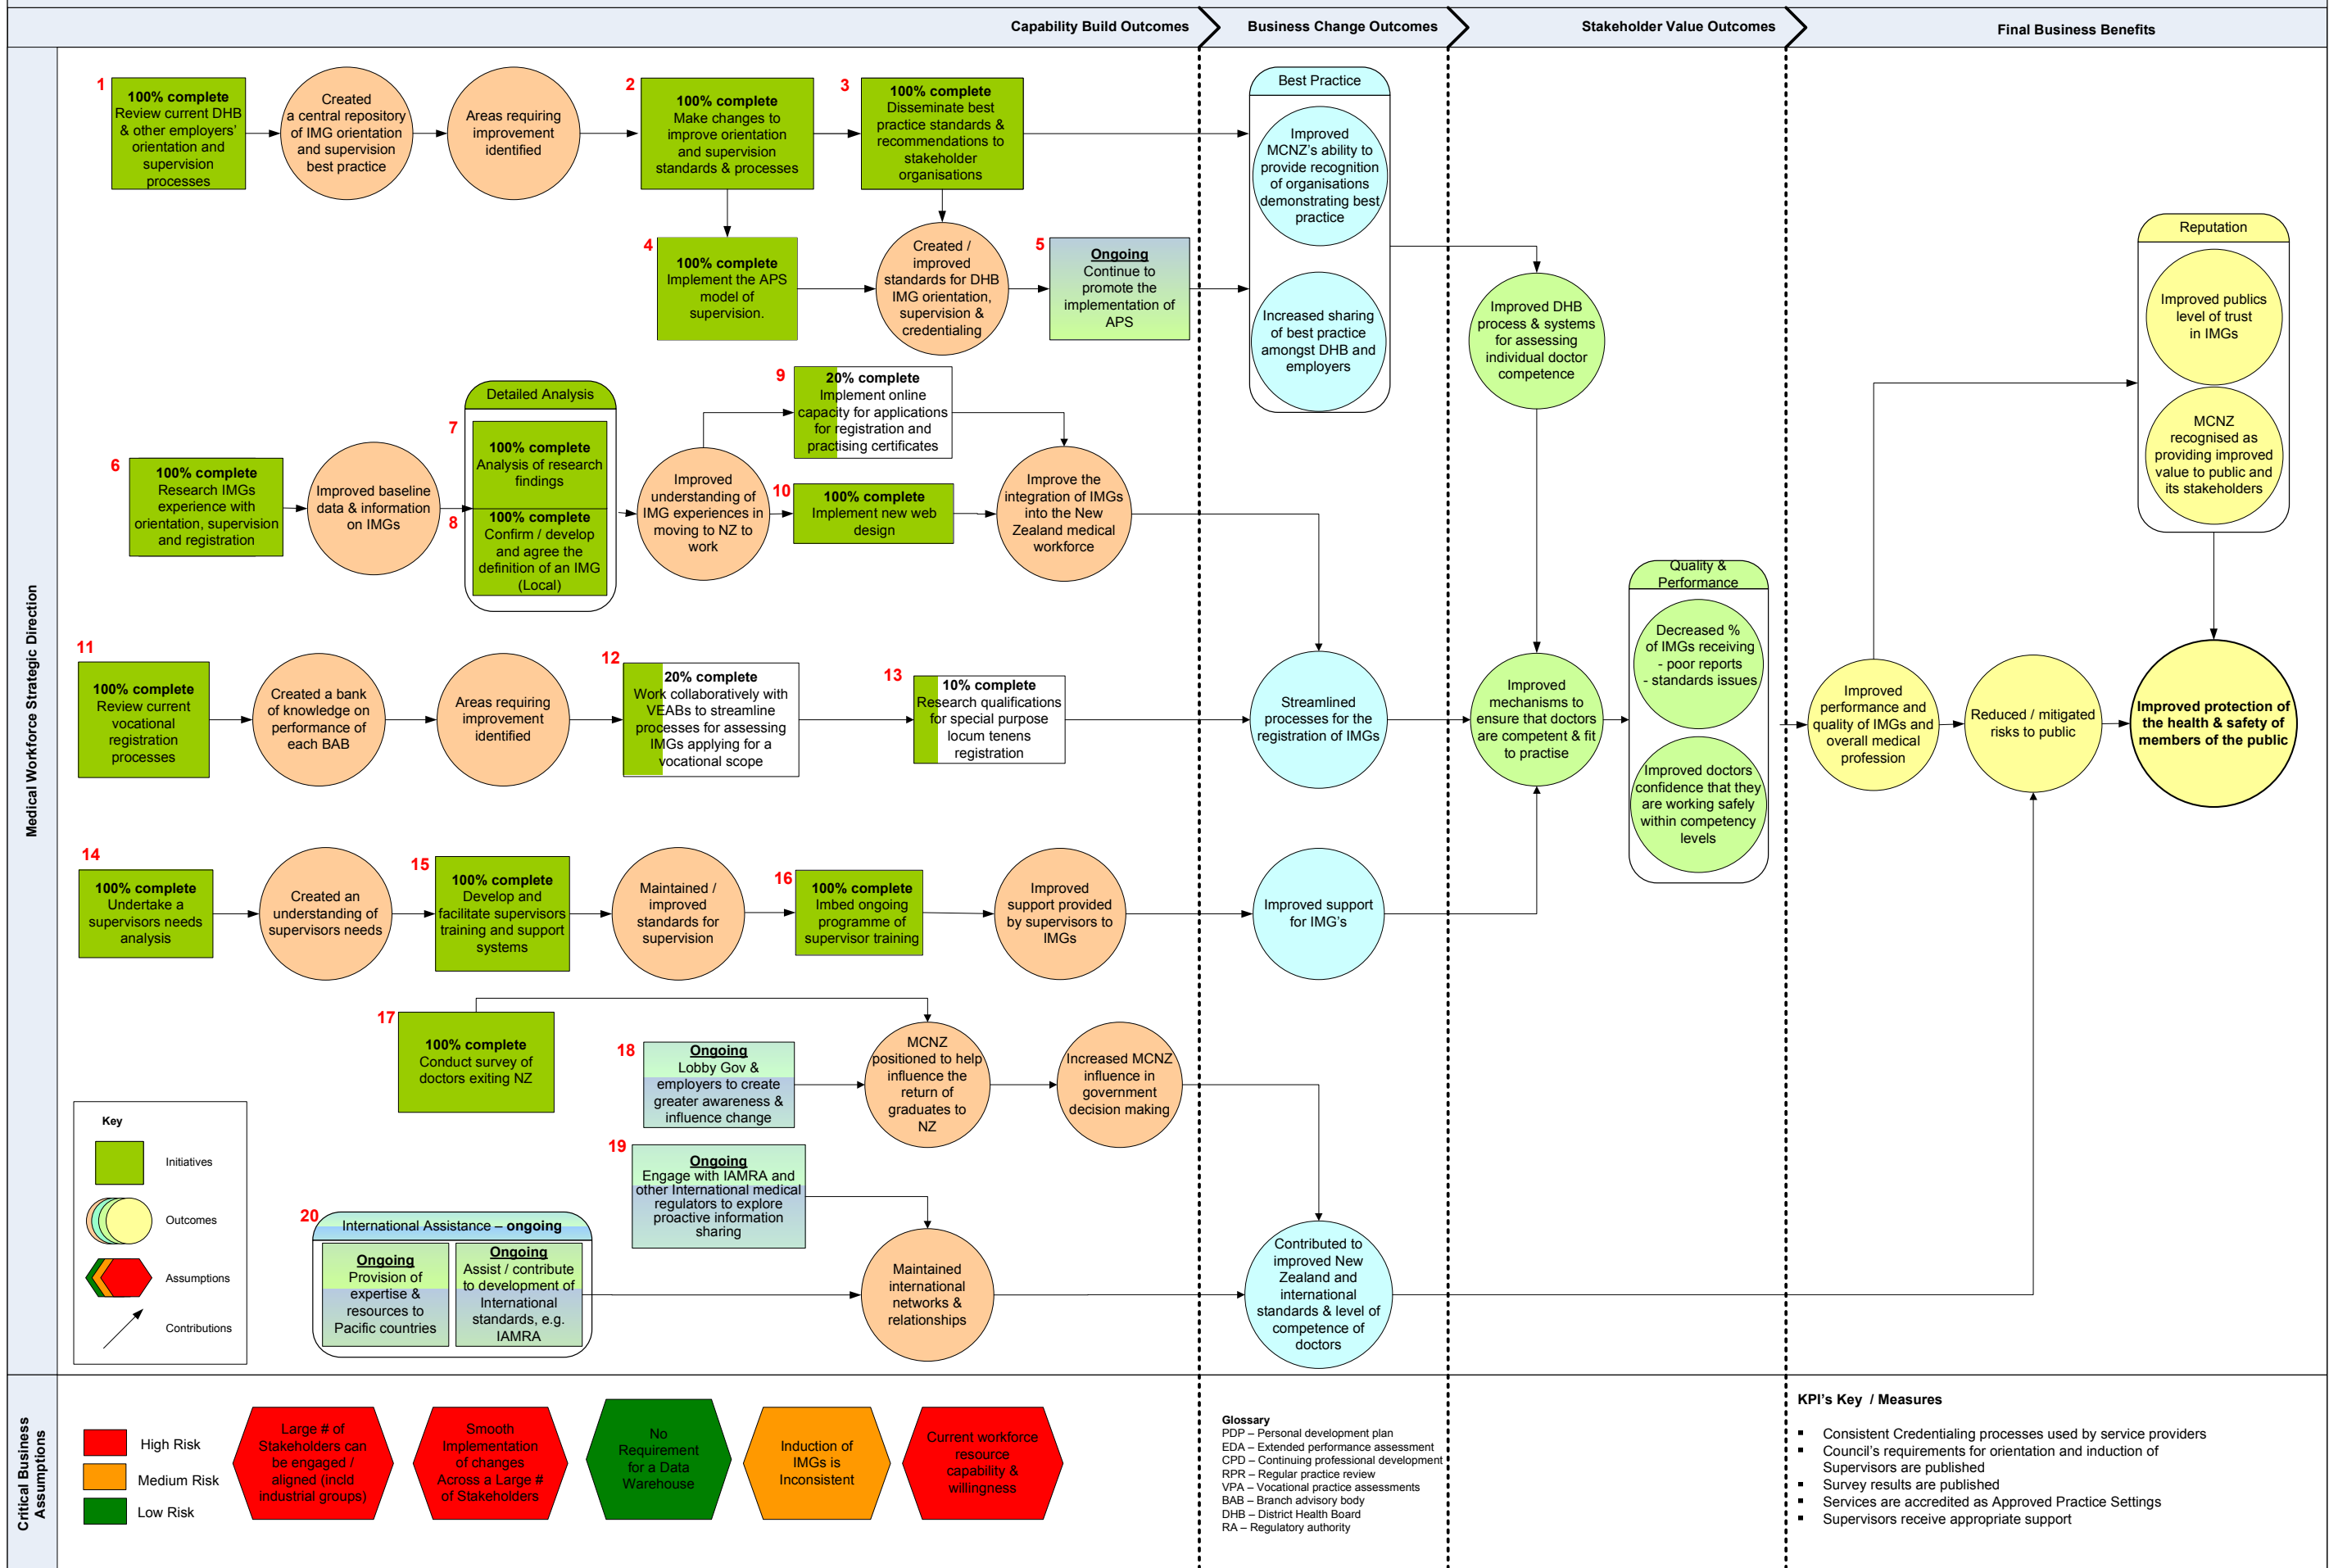 Capability Build Outcomes
Business Change Outcomes
Stakeholder Value Outcomes
Final Business Benefits
Medical Workforce Strategic Direction
1
100% complete
Review current DHB
& other employers'
orientation and
supervision
processes
Created
a central repository
of IMG orientation
and supervision
best practice
Areas requiring
improvement
identified
2
100% complete
Make changes to
improve orientation
and supervision
standards & processes
3
100% complete
Disseminate best
practice standards &
recommendations to
stakeholder
organisations
4
100% complete
Implement the APS
model of
supervision.
Created /
improved
standards for DHB
IMG orientation,
supervision &
credentialing
5
Ongoing
Continue to
promote the
implementation of
APS
Best Practice
Improved
MCNZ's ability to
provide recognition
of organisations
demonstrating best
practice
Increased sharing
of best practice
amongst DHB and
employers
Improved DHB
process & systems
for assessing
individual doctor
competence
Reputation
Improved publics
level of trust
in IMGs
MCNZ
recognised as
providing improved
value to public and
its stakeholders
6
100% complete
Research IMGs
experience with
orientation, supervision
and registration
Improved baseline
data & information
on IMGs
Detailed Analysis
7
100% complete
Analysis of research
findings
8
100% complete
Confirm / develop
and agree the
definition of an IMG
(Local)
Improved
understanding of
IMG experiences in
moving to NZ to
work
9
20% complete
Implement online
capacity for applications
for registration and
practising certificates
10
100% complete
Implement new web
design
Improve the
integration of IMGs
into the New
Zealand medical
workforce
11
100% complete
Review current
vocational
registration
processes
Created a bank
of knowledge on
performance of
each BAB
Areas requiring
improvement
identified
12
20% complete
Work collaboratively with
VEABs to streamline
processes for assessing
IMGs applying for a
vocational scope
13
10% complete
Research qualifications
for special purpose
locum tenens
registration
Streamlined
processes for the
registration of IMGs
Improved
mechanisms to
ensure that doctors
are competent & fit
to practise
Quality &
Performance
Decreased %
of IMGs receiving
- poor reports
- standards issues
Improved doctors
confidence that they
are working safely
within competency
levels
Improved
performance and
quality of IMGs and
overall medical
profession
Reduced / mitigated
risks to public
Improved protection of
the health & safety of
members of the public
14
100% complete
Undertake a
supervisors needs
analysis
Created an
understanding of
supervisors needs
15
100% complete
Develop and
facilitate supervisors
training and support
systems
Maintained /
improved
standards for
supervision
16
100% complete
Imbed ongoing
programme of
supervisor training
Improved
support provided
by supervisors to
IMGs
Improved support
for IMG's
17
100% complete
Conduct survey of
doctors exiting NZ
18
Ongoing
Lobby Gov &
employers to create
greater awareness &
influence change
MCNZ
positioned to help
influence the
return of
graduates to
NZ
Increased MCNZ
influence in
government
decision making
19
Ongoing
Engage with IAMRA and
other International medical
regulators to explore
proactive information
sharing
20
International Assistance – ongoing
Ongoing
Provision of
expertise &
resources to
Pacific countries
Ongoing
Assist / contribute
to development of
International
standards, e.g.
IAMRA
Maintained
international
networks &
relationships
Contributed to
improved New
Zealand and
international
standards & level of
competence of
doctors
Key
Initiatives
Outcomes
Assumptions
Contributions
Critical Business
Assumptions
High Risk
Medium Risk
Low Risk
Large # of
Stakeholders can
be engaged /
aligned (incld
industrial groups)
Smooth
Implementation
of changes
Across a Large #
of Stakeholders
No
Requirement
for a Data
Warehouse
Induction of
IMGs is
Inconsistent
Current workforce
resource
capability &
willingness
Glossary
PDP – Personal development plan
EDA – Extended performance assessment
CPD – Continuing professional development
RPR – Regular practice review
VPA – Vocational practice assessments
BAB – Branch advisory body
DHB – District Health Board
RA – Regulatory authority
KPI's Key / Measures
▪ Consistent Credentialing processes used by service providers
▪ Council's requirements for orientation and induction of
Supervisors are published
▪ Survey results are published
▪ Services are accredited as Approved Practice Settings
▪ Supervisors receive appropriate support